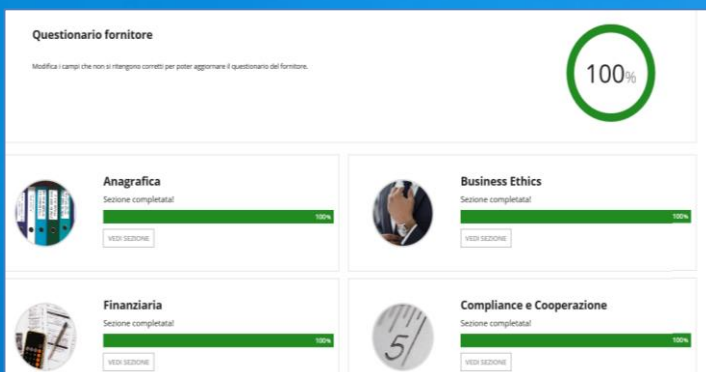 Questionario fornitore
Modifica i campi che non si ritengono corretti per poter aggiornare il questionario del fornitore.
100%
Anagrafica
Sezione completata!
100%
VEDI SEZIONE
Business Ethics
Sezione completata!
100%
VEDI SEZIONE
Finanziaria
Sezione completata!
100%
VEDI SEZIONE
Compliance e Cooperazione
Sezione completata!
100%
VEDI SEZIONE
5